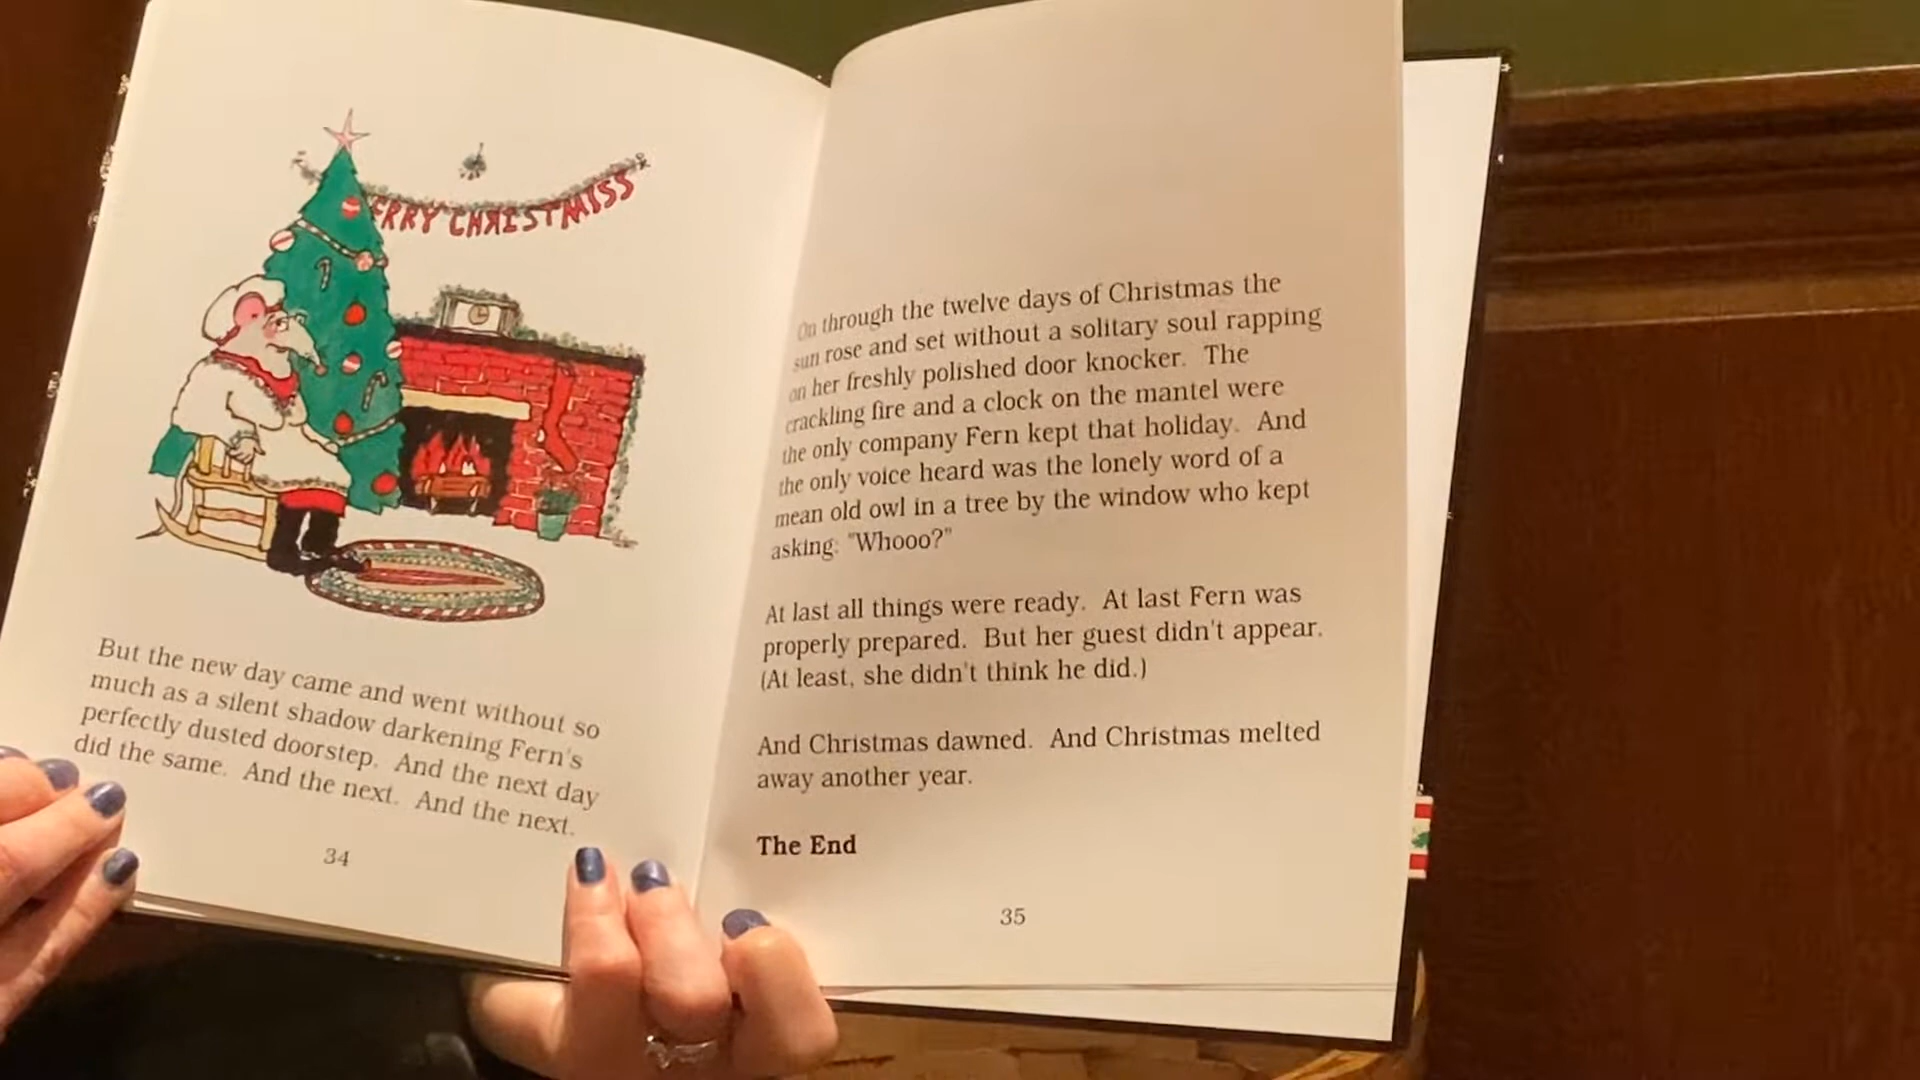 ERRY CHRISTMISS
But the new day came and went without so
much as a silent shadow darkening Fern's
perfectly dusted doorstep. And the next day
did the same. And the next. And the next.
34
On through the twelve days of Christmas the
sun rose and set without a solitary soul rapping
on her freshly polished door knocker. The
crackling fire and a clock on the mantel were
the only company Fern kept that holiday. And
the only voice heard was the lonely word of a
mean old owl in a tree by the window who kept
asking: "Whooo?"
At last all things were ready. At last Fern was
properly prepared. But her guest didn't appear.
(At least, she didn't think he did.)
And Christmas dawned. And Christmas melted
away another year.
The End
35